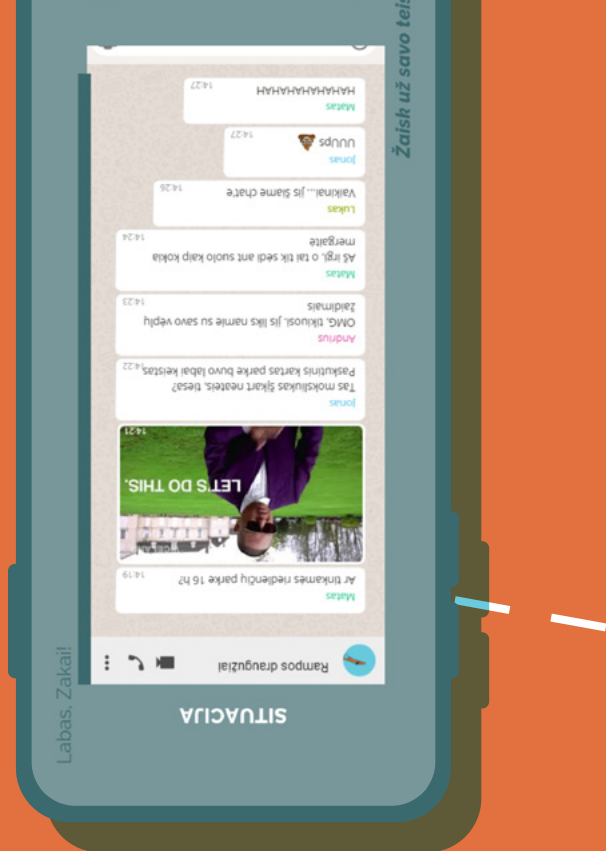 SITUACIJA
Rampos draugužiai
Matas
Ar tinkamės riedlenčių parke 16 h?
14:19
LET'S DO THIS.
14:21
Jonas
Tas moksliukas šįkart neateis, tiesa?
Paskutinis kartas parke buvo labai keistas
14:22
Andrius
OMG, tikiuosi, jis liks namie su savo vėplių
žaidimais
14:23
Matas
Aš irgi, o tai tik sėdi ant suolo kaip kokia
mergaitė
14:24
Lukas
Vaikinai... jis šiame chat'e
14:26
Jonas
UUUps
14:27
Matas
HAHAHAHAHAHAH
14:27
Labas, Zakai!
Žaisk už savo teis